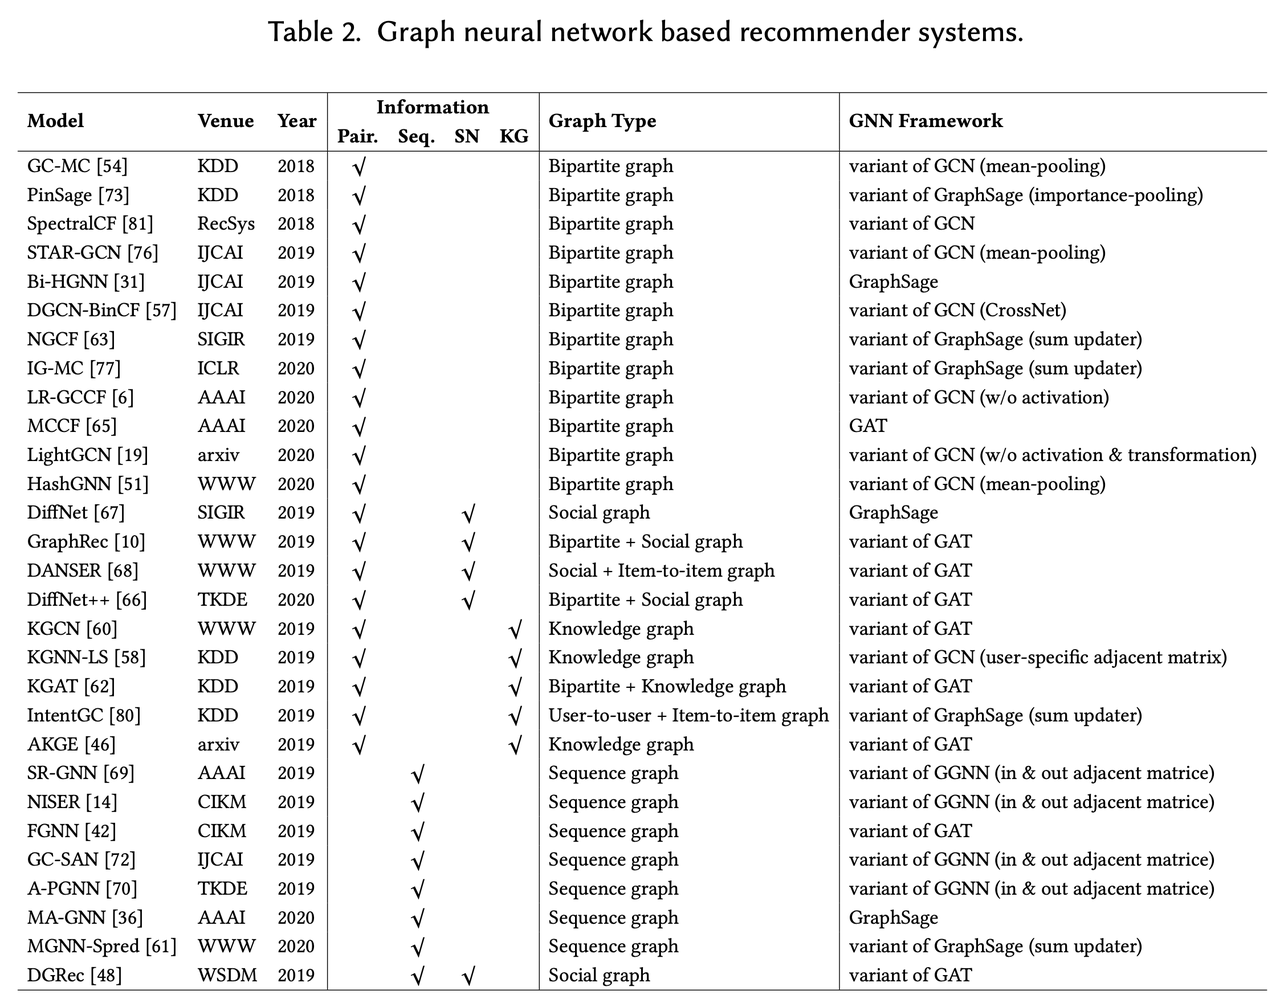 Table 2. Graph neural network based recommender systems.
Model Venue Year Information Graph Type GNN Framework
Pair. Seq. SN KG
GC-MC [54] KDD 2018 √ Bipartite graph variant of GCN (mean-pooling)
PinSage [73] KDD 2018 √ Bipartite graph variant of GraphSage (importance-pooling)
SpectralCF [81] RecSys 2018 √ Bipartite graph variant of GCN
STAR-GCN [76] IJCAI 2019 √ Bipartite graph variant of GCN (mean-pooling)
Bi-HGNN [31] IJCAI 2019 √ Bipartite graph GraphSage
DGCN-BinCF [57] IJCAI 2019 √ Bipartite graph variant of GCN (CrossNet)
NGCF [63] SIGIR 2019 √ Bipartite graph variant of GraphSage (sum updater)
IG-MC [77] ICLR 2020 √ Bipartite graph variant of GraphSage (sum updater)
LR-GCCF [6] AAAI 2020 √ Bipartite graph variant of GCN (w/o activation)
MCCF [65] AAAI 2020 √ Bipartite graph GAT
LightGCN [19] arxiv 2020 √ Bipartite graph variant of GCN (w/o activation & transformation)
HashGNN [51] WWW 2020 √ Bipartite graph variant of GCN (mean-pooling)
DiffNet [67] SIGIR 2019 √ √ Social graph GraphSage
GraphRec [10] WWW 2019 √ √ Bipartite + Social graph variant of GAT
DANSER [68] WWW 2019 √ √ Social + Item-to-item graph variant of GAT
DiffNet++ [66] TKDE 2020 √ √ Bipartite + Social graph variant of GAT
KGCN [60] WWW 2019 √ √ Knowledge graph variant of GAT
KGNN-LS [58] KDD 2019 √ √ Knowledge graph variant of GCN (user-specific adjacent matrix)
KGAT [62] KDD 2019 √ √ Bipartite + Knowledge graph variant of GAT
IntentGC [80] KDD 2019 √ √ User-to-user + Item-to-item graph variant of GraphSage (sum updater)
AKGE [46] arxiv 2019 √ √ Knowledge graph variant of GAT
SR-GNN [69] AAAI 2019 √ Sequence graph variant of GGNN (in & out adjacent matrice)
NISER [14] CIKM 2019 √ Sequence graph variant of GGNN (in & out adjacent matrice)
FGNN [42] CIKM 2019 √ Sequence graph variant of GAT
GC-SAN [72] IJCAI 2019 √ Sequence graph variant of GGNN (in & out adjacent matrice)
A-PGNN [70] TKDE 2019 √ Sequence graph variant of GGNN (in & out adjacent matrice)
MA-GNN [36] AAAI 2020 √ Sequence graph GraphSage
MGNN-Spred [61] WWW 2020 √ Sequence graph variant of GraphSage (sum updater)
DGRec [48] WSDM 2019 √ √ Social graph variant of GAT